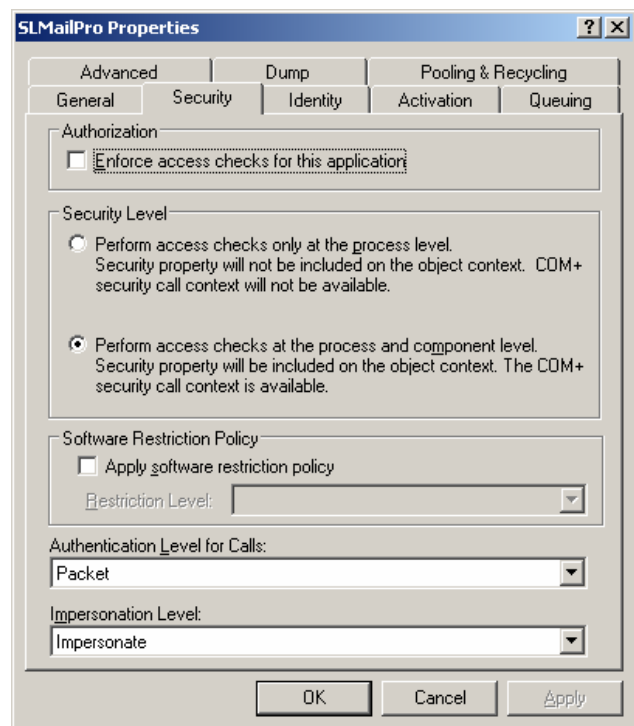 SLMailPro Properties
Advanced
Dump
Pooling & Recycling
General
Security
Identity
Activation
Queuing
Authorization
Enforce access checks for this application
Security Level
Perform access checks only at the process level.
Security property will not be included on the object context. COM+
security call context will not be available.
Perform access checks at the process and component level.
Security property will be included on the object context. The COM+
security call context is available.
Software Restriction Policy
Apply software restriction policy
Restriction Level:
Authentication Level for Calls:
Packet
Impersonation Level:
Impersonate
OK
Cancel
Apply